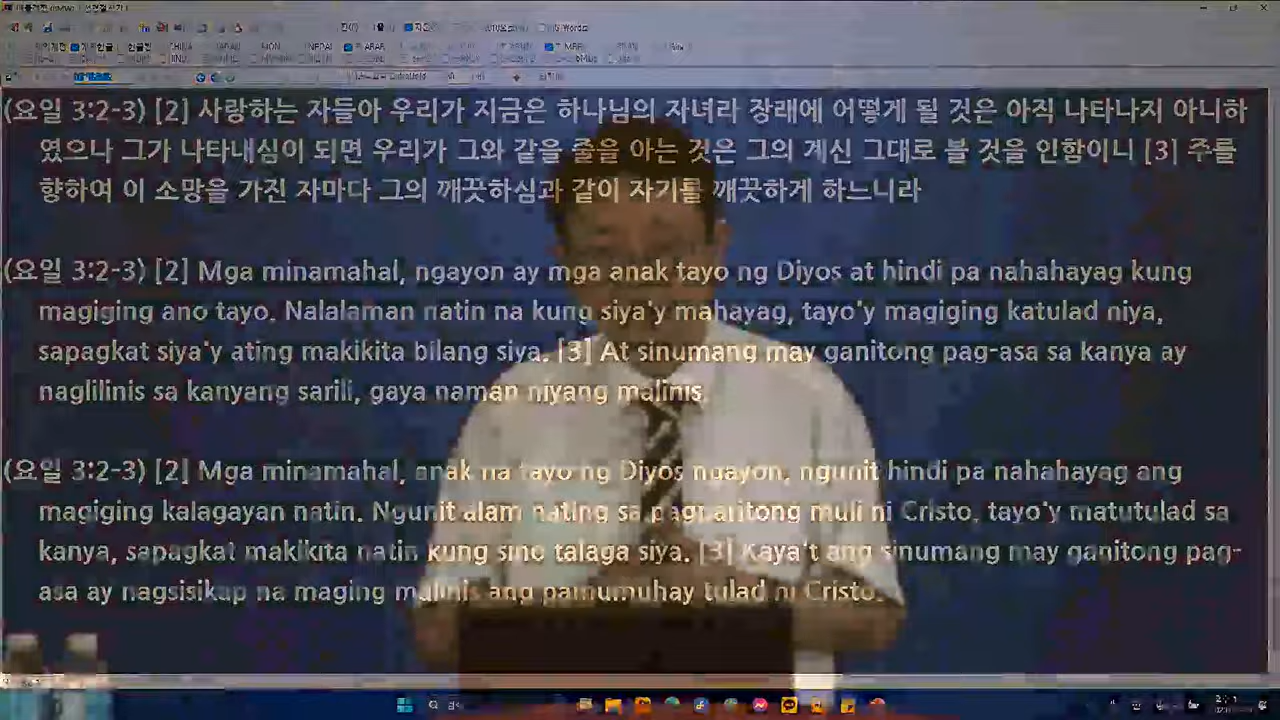 (요일 3:2-3) [2] 사랑하는 자들아 우리가 지금은 하나님의 자녀라 장래에 어떻게 될 것은 아직 나타나지 아니하
였으나 그가 나타내심이 되면 우리가 그와 같을 줄을 아는 것은 그의 계신 그대로 볼 것을 인함이니 [3] 주를
향하여 이 소망을 가진 자마다 그의 깨끗하심과 같이 자기를 깨끗하게 하느니라
(요일 3:2-3) [2] Mga minamahal, ngayon ay mga anak tayo ng Diyos at hindi pa nahahayag kung
magiging ano tayo. Nalalaman natin na kung siya'y mahayag, tayo'y magiging katulad niya,
sapagkat siya'y ating makikita bilang siya. [3] At sinumang may ganitong pag-asa sa kanya ay
naglilinis sa kanyang sarili, gaya naman niyang malinis.
(요일 3:2-3) [2] Mga minamahal, anak na tayo ng Diyos ngayon, ngunit hindi pa nahahayag ang
magiging kalagayan natin. Ngunit alam nating sa pagparitong muli ni Cristo, tayo'y matutulad sa
kanya, sapagkat makikita natin kung sino talaga siya. [3] Kaya't ang sinumang may ganitong pag-
asa ay nagsisikap na maging malinis ang pamumuhay tulad ni Cristo.